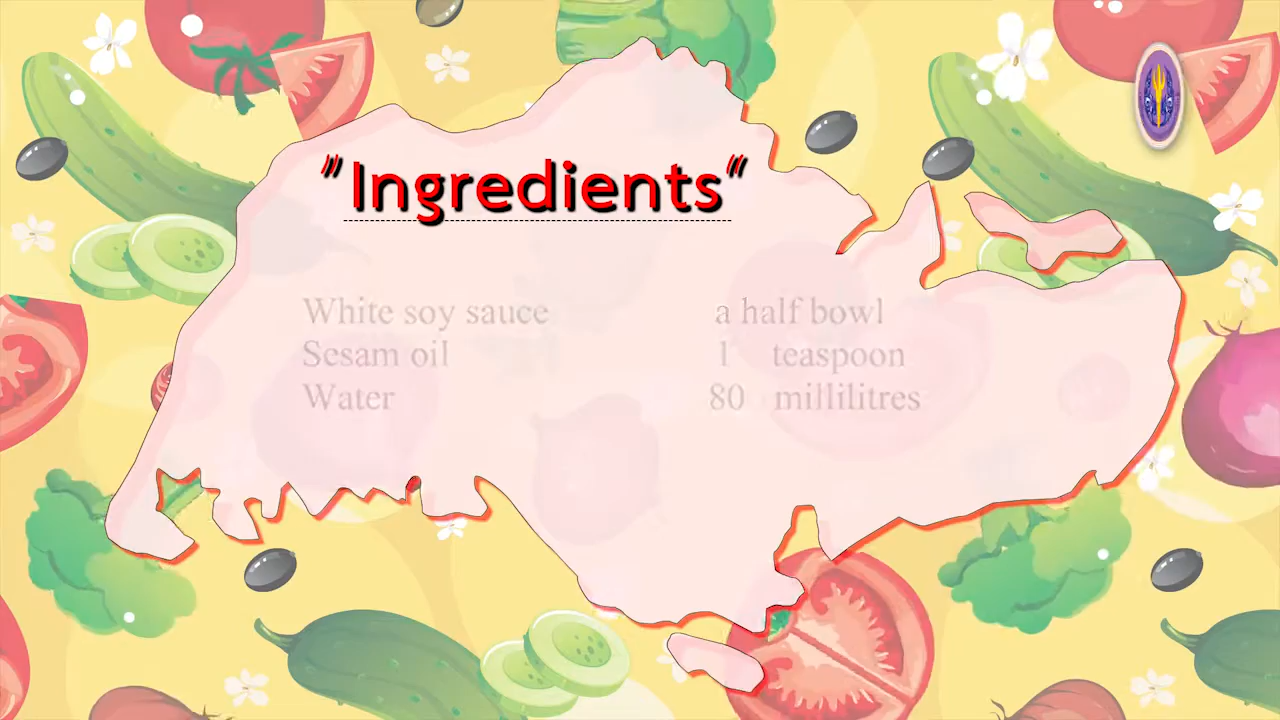 "Ingredients"
White soy sauce a half bowl
Sesam oil 1 teaspoon
Water 80 millilitres